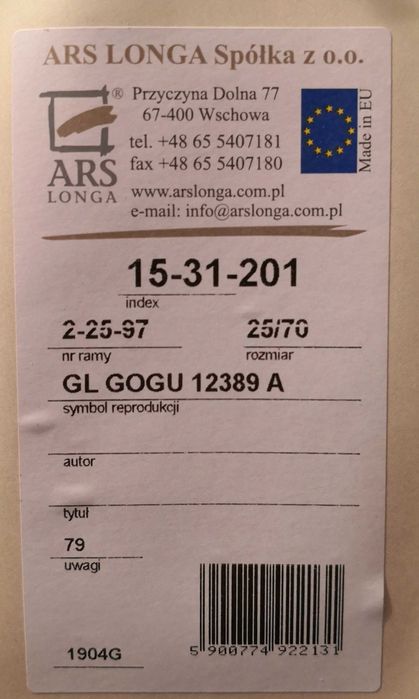 ARS LONGA Spółka z o.o.
ARS
LONGA
®
Przyczyna Dolna 77
67-400 Wschowa
tel. +48 65 5407181
fax +48 65 5407180
www.arslonga.com.pl
e-mail: info@arslonga.com.pl
Made in EU
15-31-201
index
2-25-97
25/70
nr ramy
rozmiar
GL GOGU 12389 A
symbol reprodukcji
autor
tytuł
79
uwagi
1904G
5 900774 922131